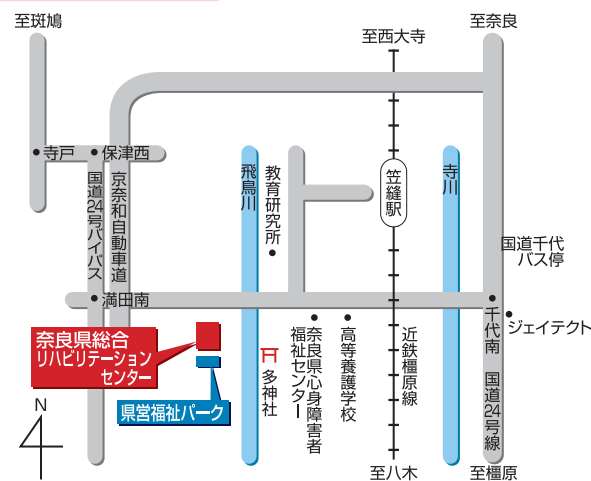 至斑鳩
至西大寺
至奈良
寺戸
保津西
国道24号バイパス
京奈和自動車道
飛鳥川
教育研究所
笠縫駅
寺川
国道千代
バス停
満田南
千代南
ジェイテクト
国道24号線
奈良県総合
リハビリテーション
センター
県営福祉パーク
多神社
奈良県心身障害者
福祉センター
高等養護学校
近鉄橿原線
N
至八木
至橿原